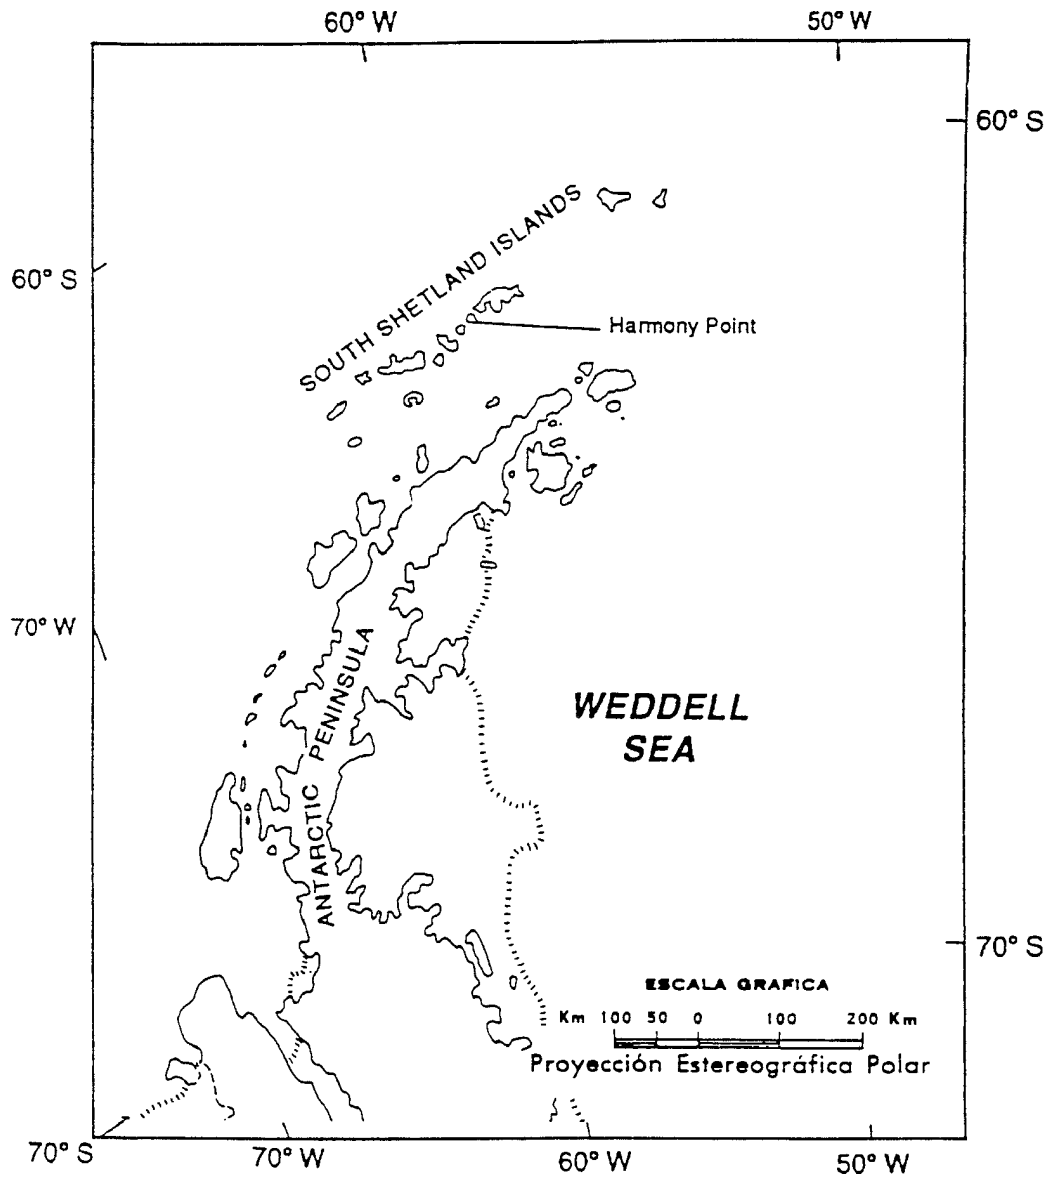 60° W
50° W
60° S
60° S
SOUTH SHETLAND ISLANDS
Harmony Point
70° W
ANTARCTIC PENINSULA
WEDDELL
SEA
70° S
ESCALA GRAFICA
Km 100 50 0 100 200 Km
Proyección Estereográfica Polar
70° S
70° W
60° W
50° W